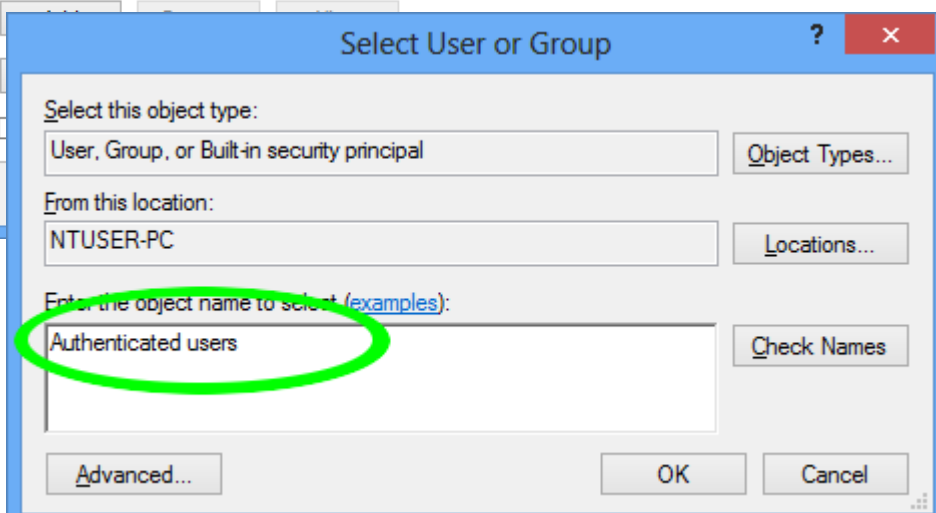 Select User or Group
?
Select this object type:
User, Group, or Built-in security principal
Object Types...
From this location:
NTUSER-PC
Locations...
Enter the object name to select (examples):
Authenticated users
Check Names
Advanced...
OK
Cancel